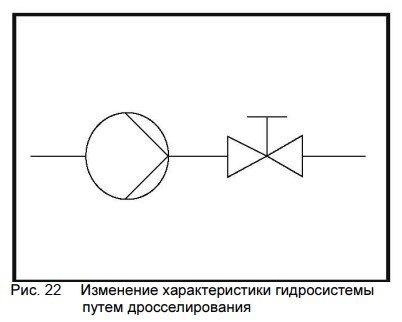 Рис. 22 Изменение характеристики гидросистемы
путем дросселирования